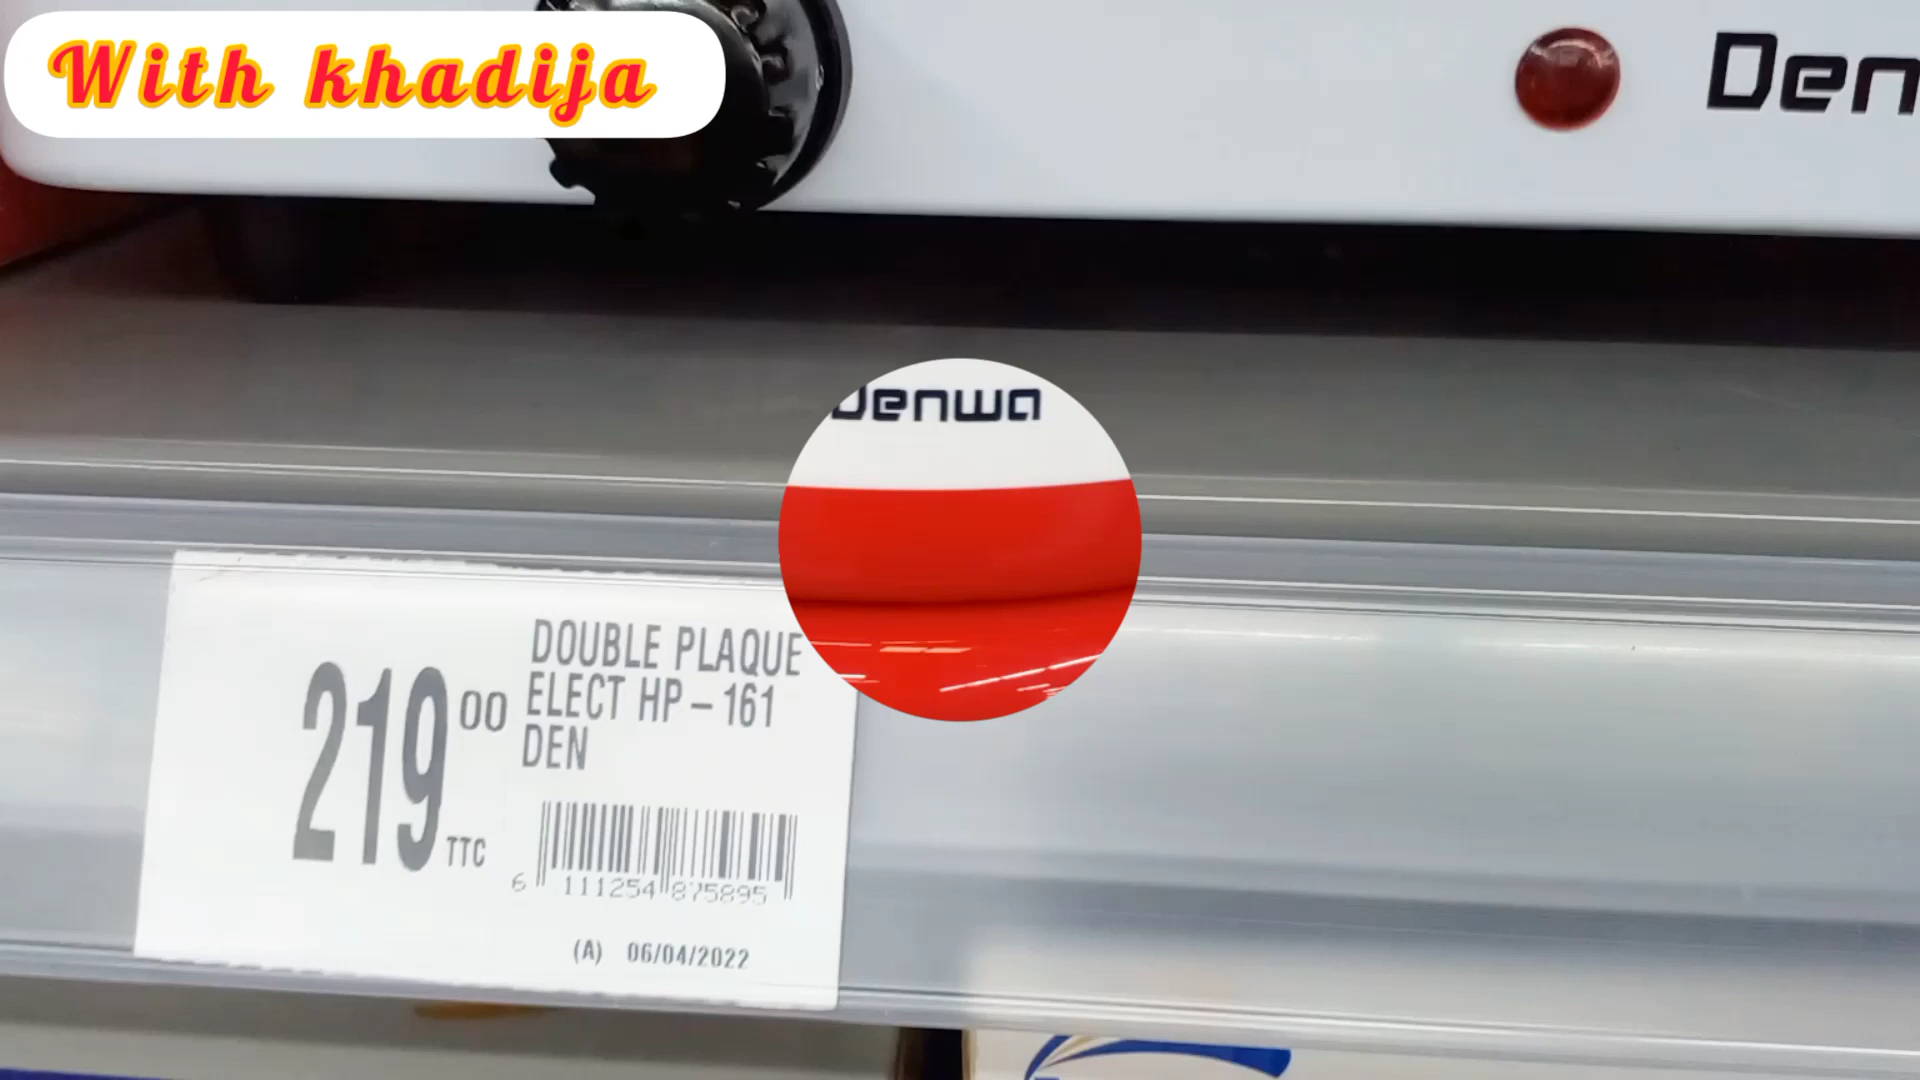 With khadija
Den
Denwa
219 00 TTC
DOUBLE PLAQUE
ELECT HP-161
DEN
6 111254 875895
(A) 06/04/2022